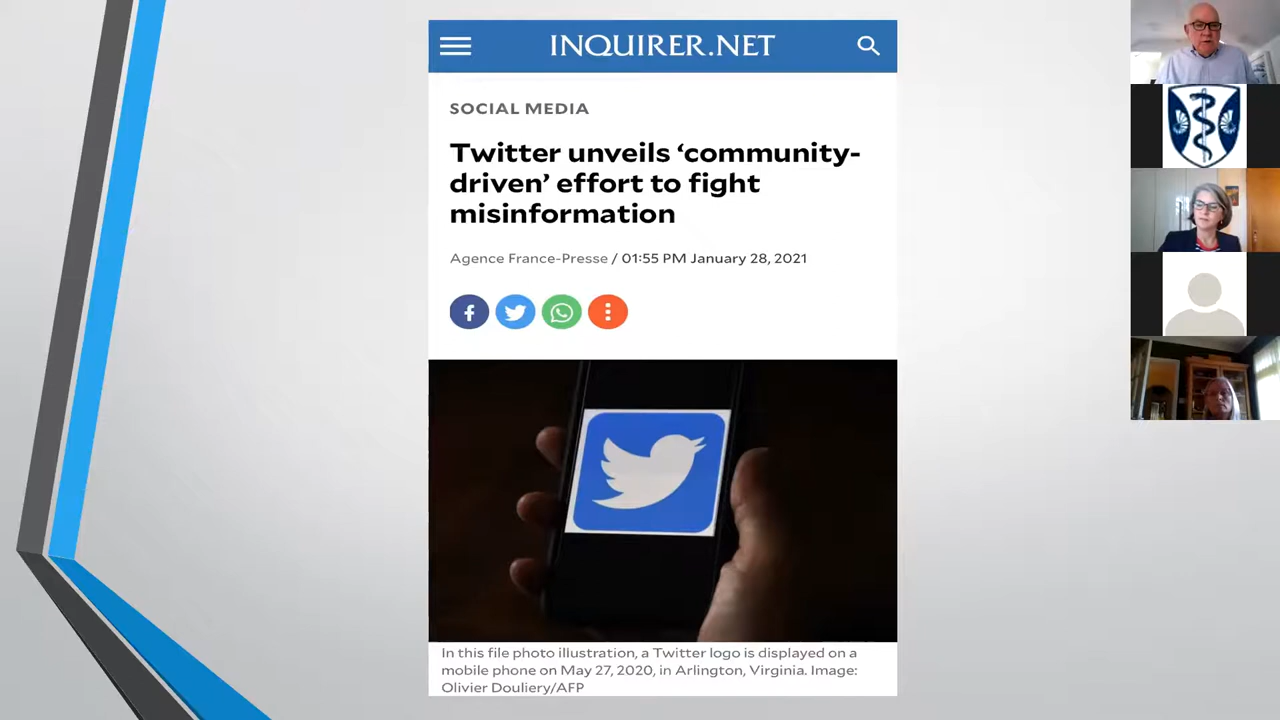 INQUIRER.NET
SOCIAL MEDIA
Twitter unveils ‘community-
driven’ effort to fight
misinformation
Agence France-Presse / 01:55 PM January 28, 2021
In this file photo illustration, a Twitter logo is displayed on a
mobile phone on May 27, 2020, in Arlington, Virginia. Image:
Olivier Douliery/AFP